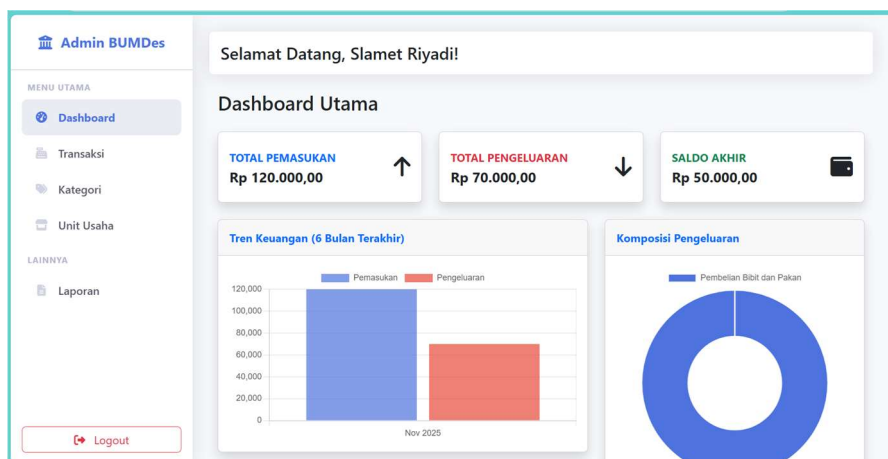 Admin BUMDes
MENU UTAMA
Dashboard
Transaksi
Kategori
Unit Usaha
LAINNYA
Laporan
Logout
Selamat Datang, Slamet Riyadi!
Dashboard Utama
TOTAL PEMASUKAN
Rp 120.000,00
TOTAL PENGELUARAN
Rp 70.000,00
SALDO AKHIR
Rp 50.000,00
Tren Keuangan (6 Bulan Terakhir)
Pemasukan Pengeluaran
120,000
100,000
80,000
60,000
40,000
20,000
0
Nov 2025
Komposisi Pengeluaran
Pembelian Bibit dan Pakan